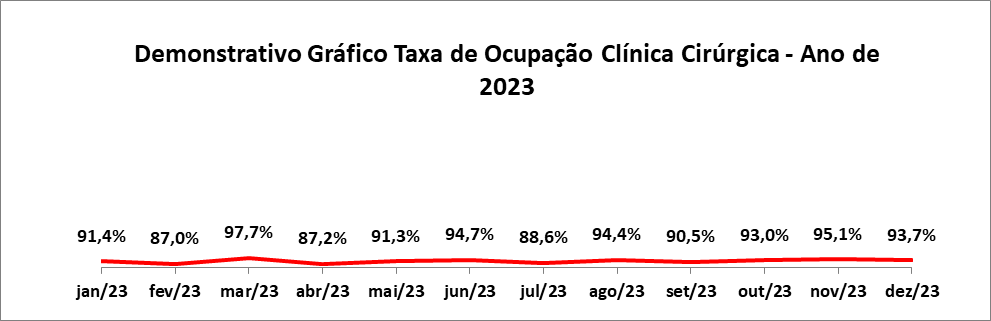 Demonstrativo Gráfico Taxa de Ocupação Clínica Cirúrgica - Ano de
2023
91,4% 87,0% 97,7% 87,2% 91,3% 94,7% 88,6% 94,4% 90,5% 93,0% 95,1% 93,7%
jan/23 fev/23 mar/23 abr/23 mai/23 jun/23 jul/23 ago/23 set/23 out/23 nov/23 dez/23